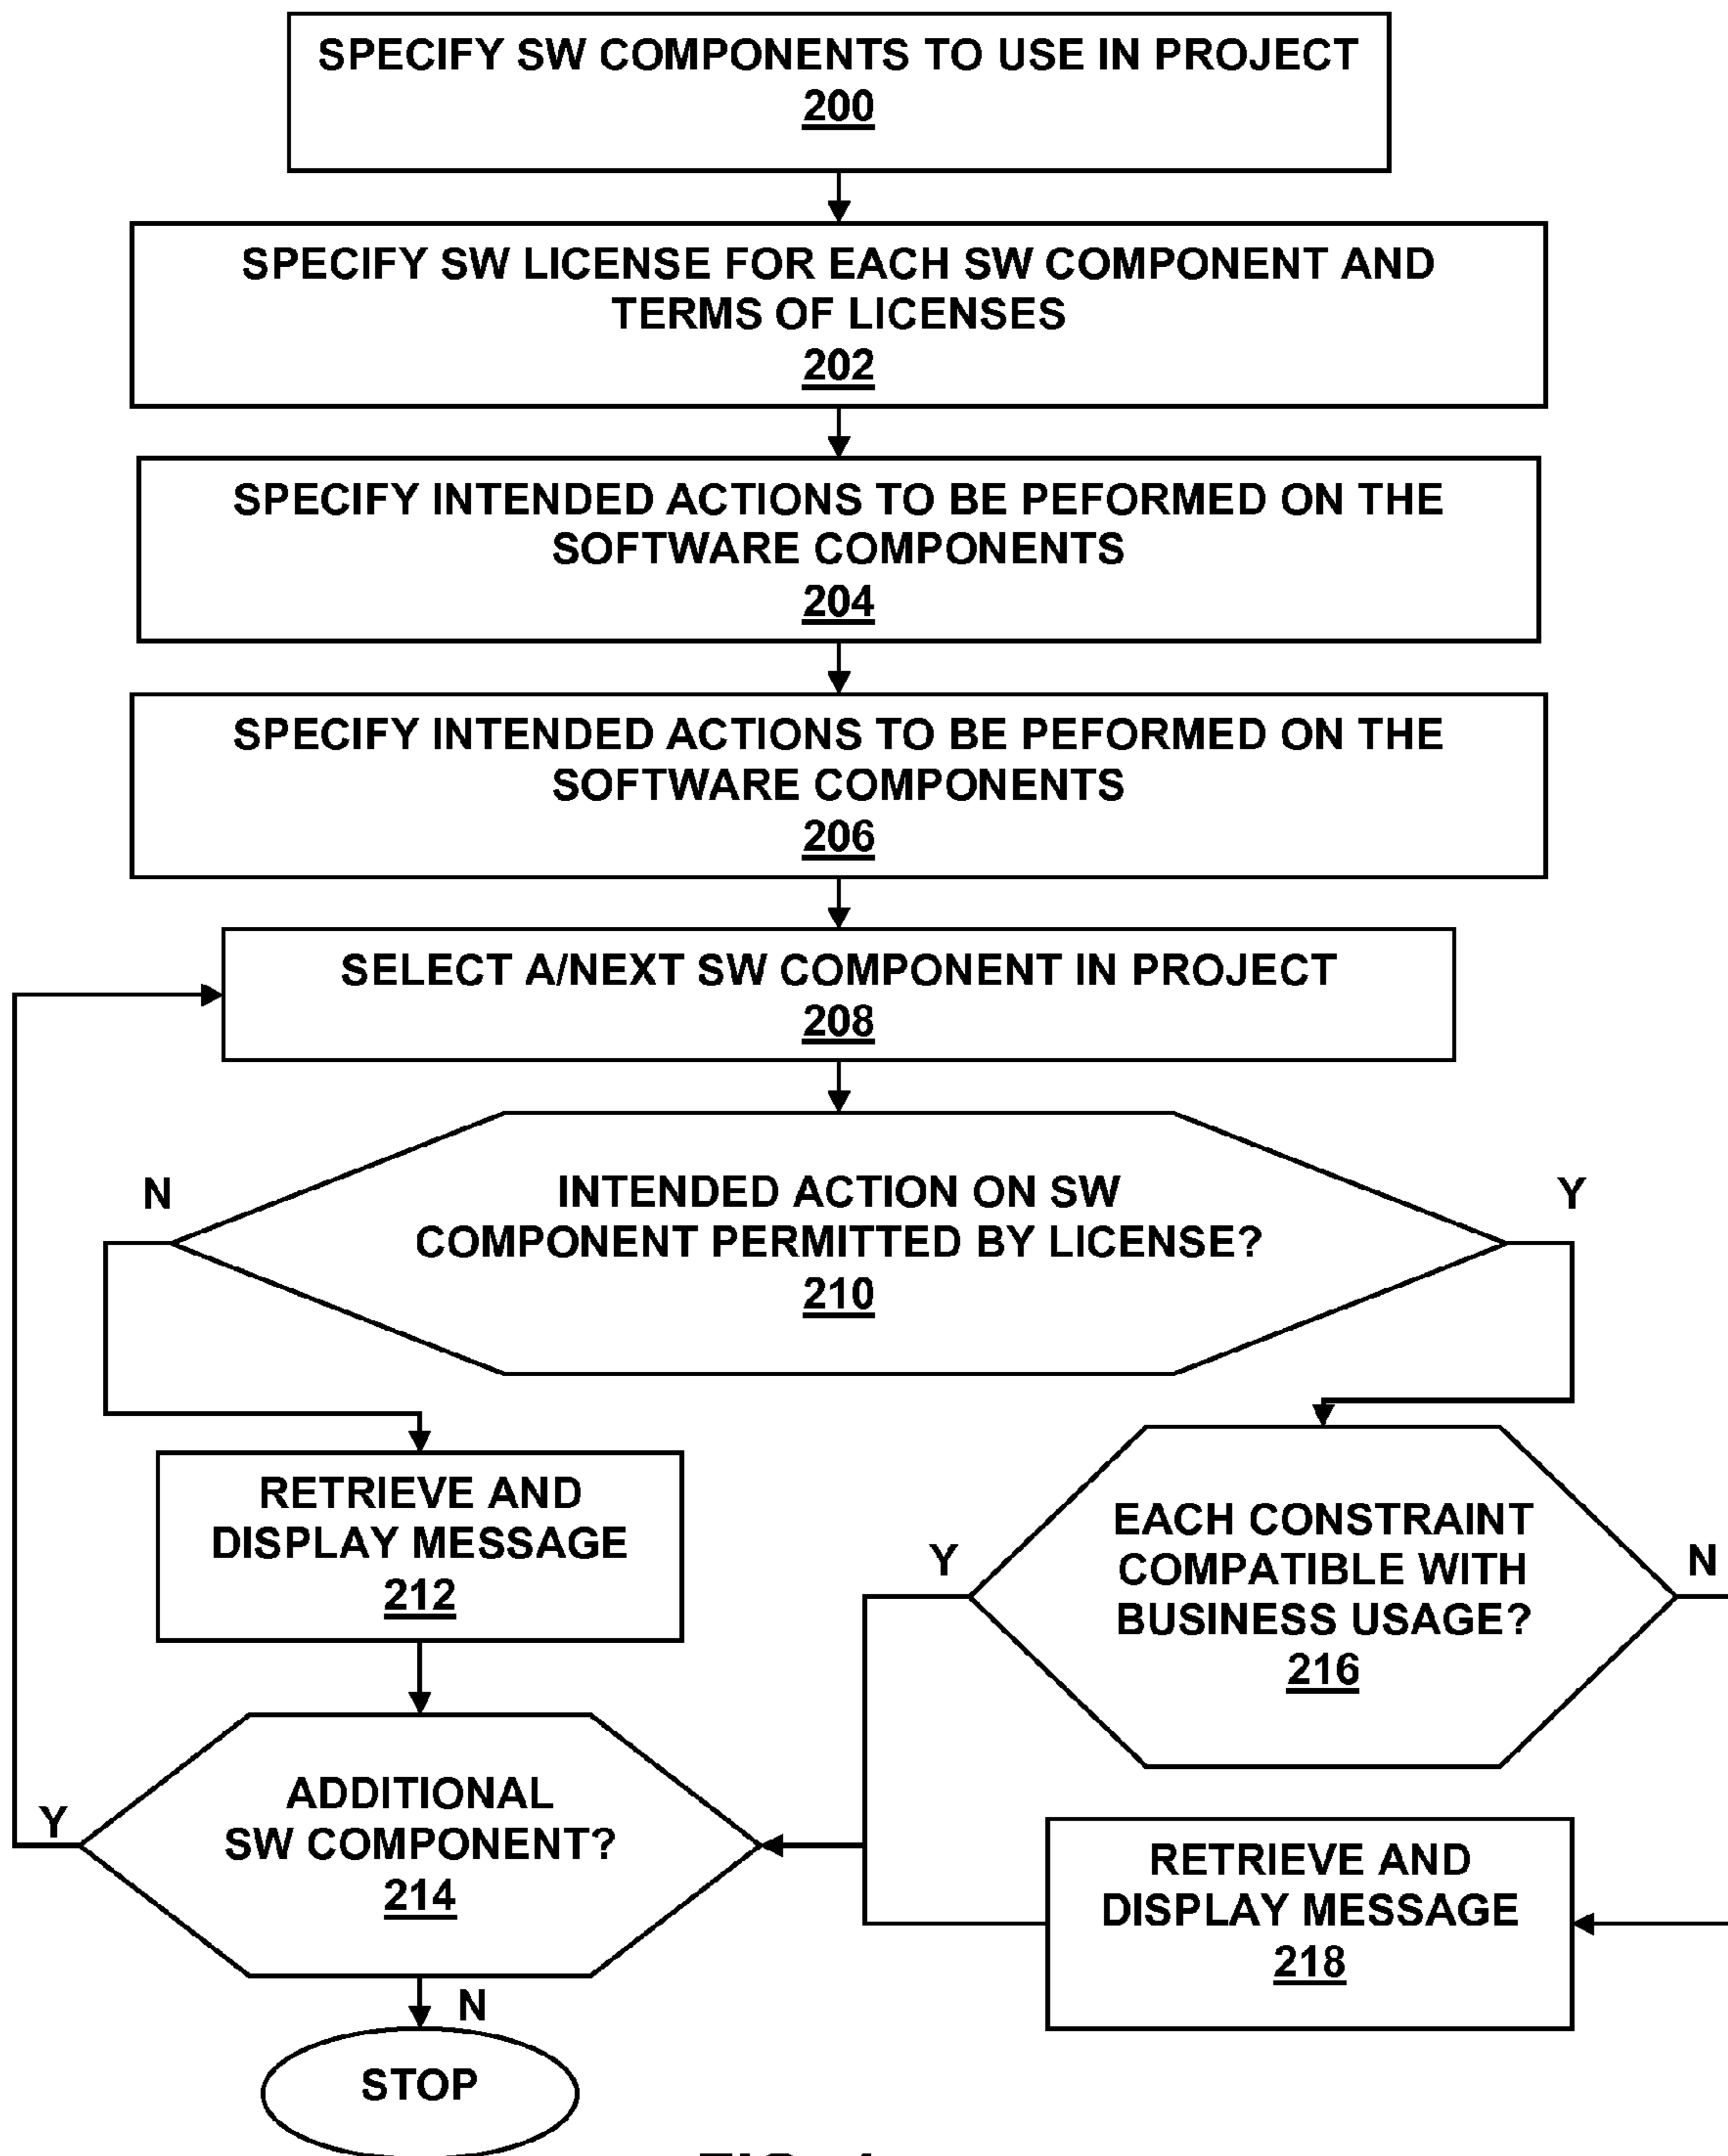 SPECIFY SW COMPONENTS TO USE IN PROJECT
200
SPECIFY SW LICENSE FOR EACH SW COMPONENT AND
TERMS OF LICENSES
202
SPECIFY INTENDED ACTIONS TO BE PEFORMED ON THE
SOFTWARE COMPONENTS
204
SPECIFY INTENDED ACTIONS TO BE PEFORMED ON THE
SOFTWARE COMPONENTS
206
SELECT A/NEXT SW COMPONENT IN PROJECT
208
N
INTENDED ACTION ON SW
COMPONENT PERMITTED BY LICENSE?
210
Y
RETRIEVE AND
DISPLAY MESSAGE
212
Y
EACH CONSTRAINT
COMPATIBLE WITH
BUSINESS USAGE?
216
N
Y
ADDITIONAL
SW COMPONENT?
214
RETRIEVE AND
DISPLAY MESSAGE
218
N
STOP